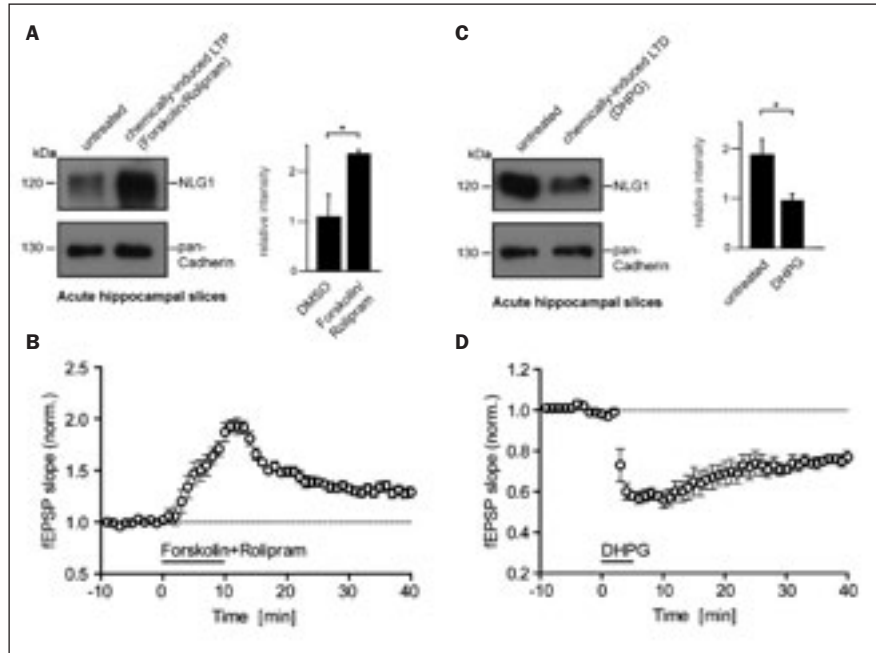 A
untreated
chemically-induced LTP
(Forskolin/Rolipram)
kDa
120
NLG1
130
pan-
Cadherin
Acute hippocampal slices
relative intensity
2
1
0
*
DMSO
Forskolin/
Rolipram
C
untreated
chemically-induced LTD
(DHPG)
kDa
120
NLG1
130
pan-
Cadherin
Acute hippocampal slices
relative intensity
2
1
0
*
untreated
DHPG
B
fEPSP slope (norm.)
2.5
2.0
1.5
1.0
0.5
Forskolin+Rolipram
-10 0 10 20 30 40
Time [min]
D
fEPSP slope (norm.)
1.2
1.0
0.8
0.6
0.4
0.2
DHPG
-10 0 10 20 30 40
Time [min]